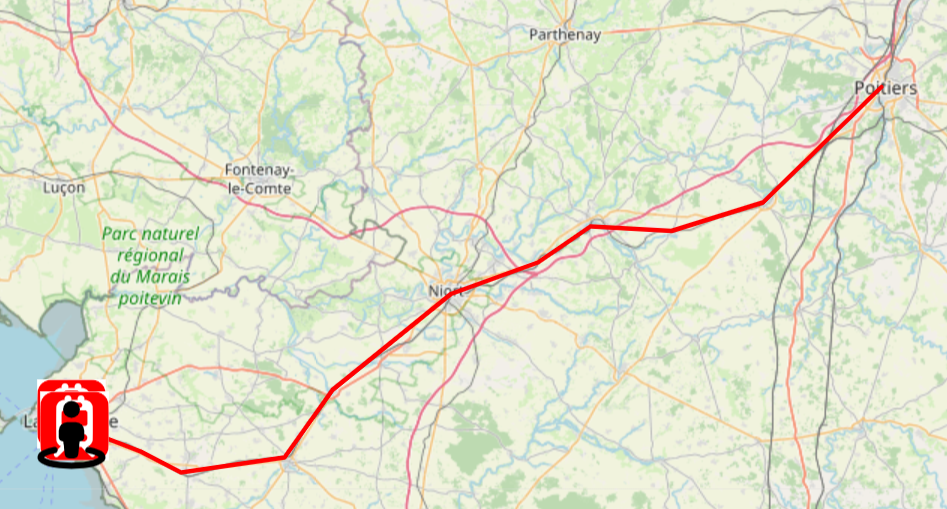 Parthenay
Poitiers
Fontenay-
le-Comte
Luçon
Parc naturel
régional
du Marais
poitevin
Niort